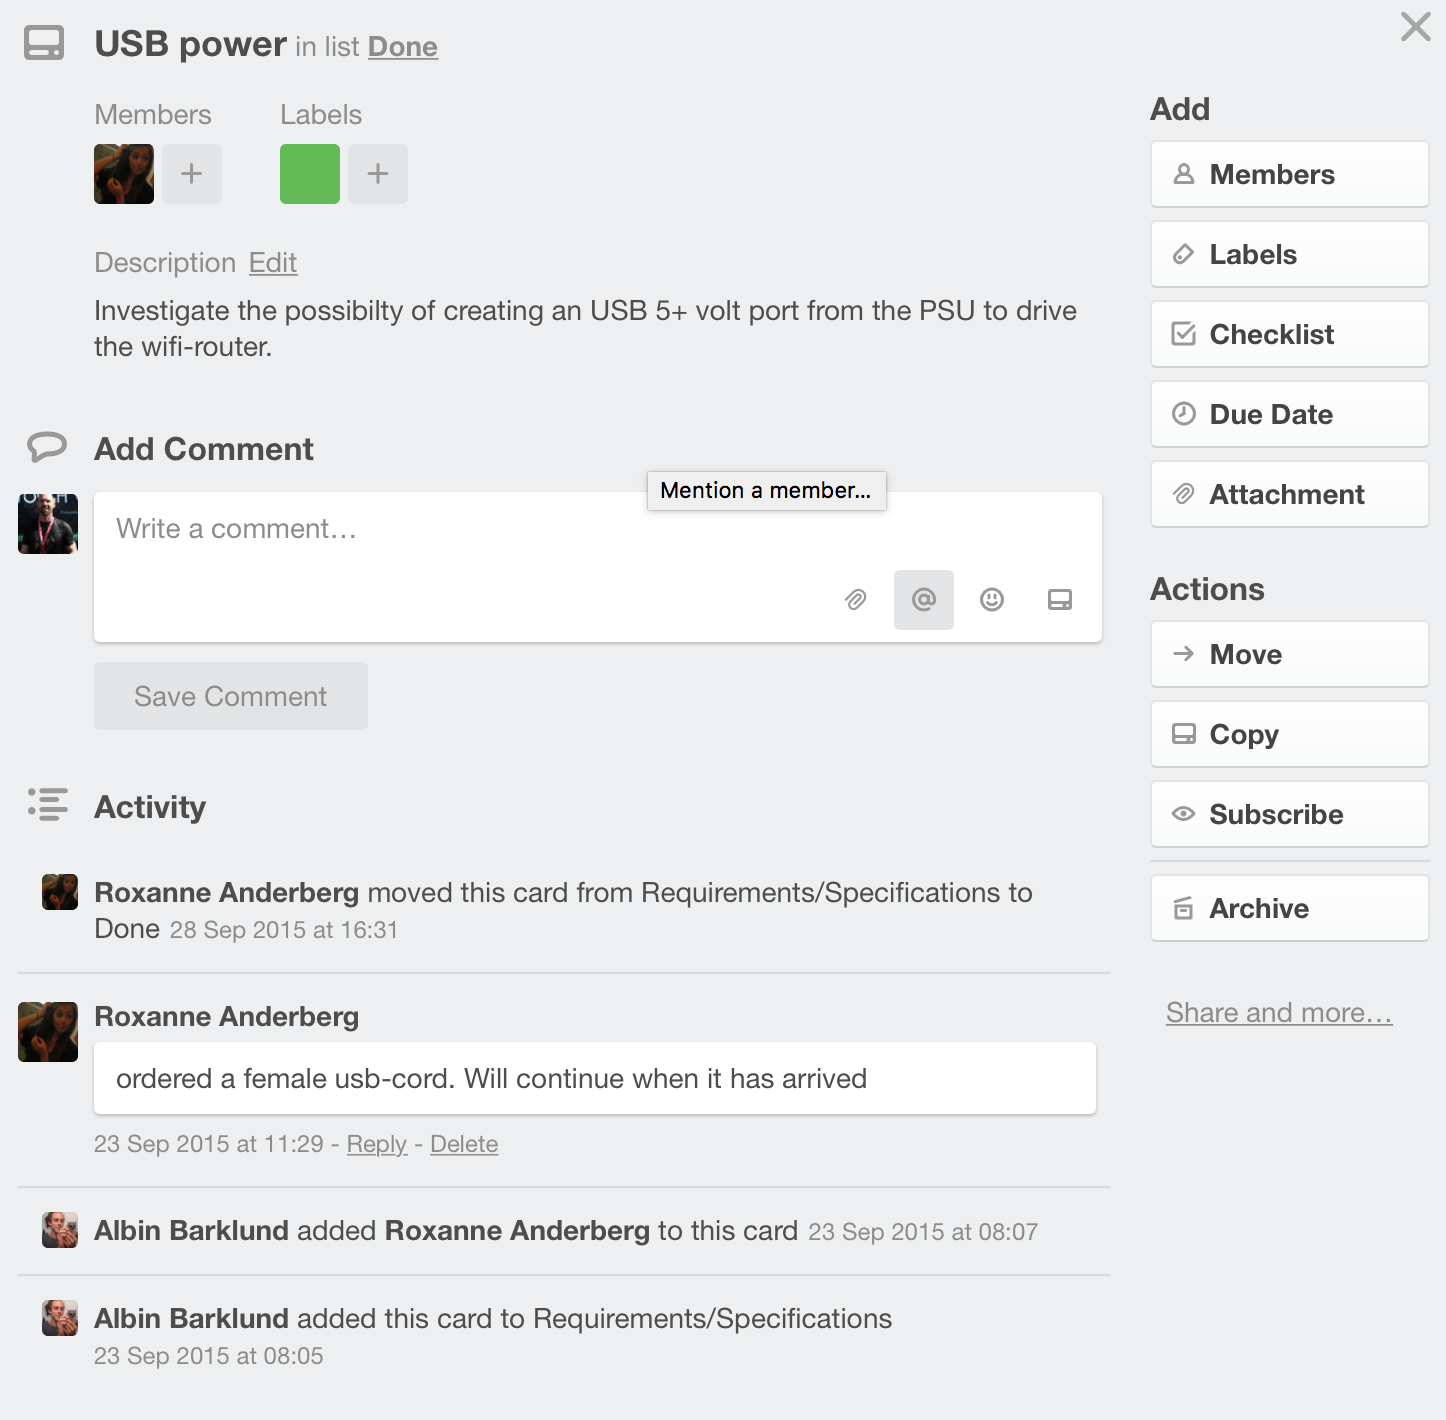 USB power in list Done
Members Labels
Description Edit
Investigate the possibilty of creating an USB 5+ volt port from the PSU to drive
the wifi-router.
Add Comment
Mention a member...
Write a comment…
Save Comment
Activity
Roxanne Anderberg moved this card from Requirements/Specifications to
Done 28 Sep 2015 at 16:31
Roxanne Anderberg
ordered a female usb-cord. Will continue when it has arrived
23 Sep 2015 at 11:29 - Reply - Delete
Albin Barklund added Roxanne Anderberg to this card 23 Sep 2015 at 08:07
Albin Barklund added this card to Requirements/Specifications
23 Sep 2015 at 08:05
Add
Members
Labels
Checklist
Due Date
Attachment
Actions
Move
Copy
Subscribe
Archive
Share and more…